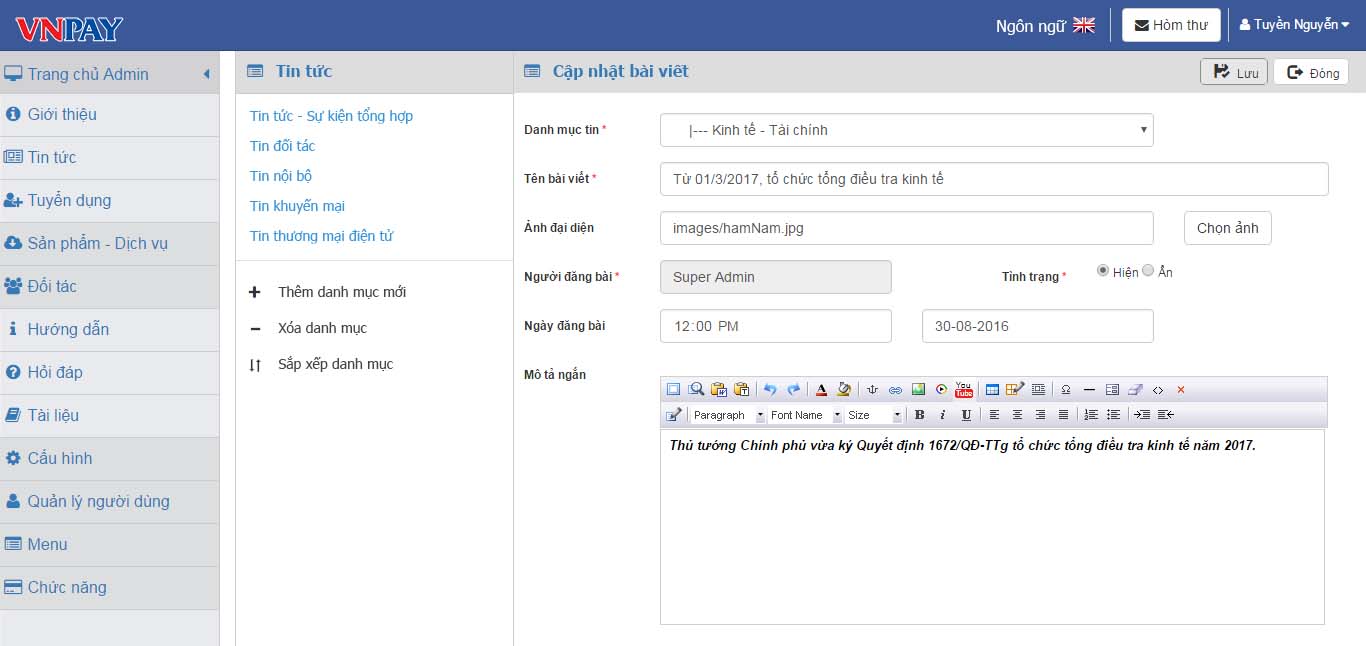 VNPAY
Ngôn ngữ
Hòm thư
Tuyền Nguyễn
Trang chủ Admin
Giới thiệu
Tin tức
Tuyển dụng
Sản phẩm - Dịch vụ
Đối tác
Hướng dẫn
Hỏi đáp
Tài liệu
Cấu hình
Quản lý người dùng
Menu
Chức năng
Tin tức
Tin tức - Sự kiện tổng hợp
Tin đối tác
Tin nội bộ
Tin khuyến mại
Tin thương mại điện tử
Thêm danh mục mới
Xóa danh mục
Sắp xếp danh mục
Cập nhật bài viết
Lưu
Đóng
Danh mục tin * |--- Kinh tế - Tài chính
Tên bài viết * Từ 01/3/2017, tổ chức tổng điều tra kinh tế
Ảnh đại diện images/hamNam.jpg Chọn ảnh
Người đăng bài * Super Admin Tình trạng * Hiện Ẩn
Ngày đăng bài 12:00 PM 30-08-2016
Mô tả ngắn
You Tube
Paragraph Font Name Size B i U
Thủ tướng Chính phủ vừa ký Quyết định 1672/QĐ-TTg tổ chức tổng điều tra kinh tế năm 2017.